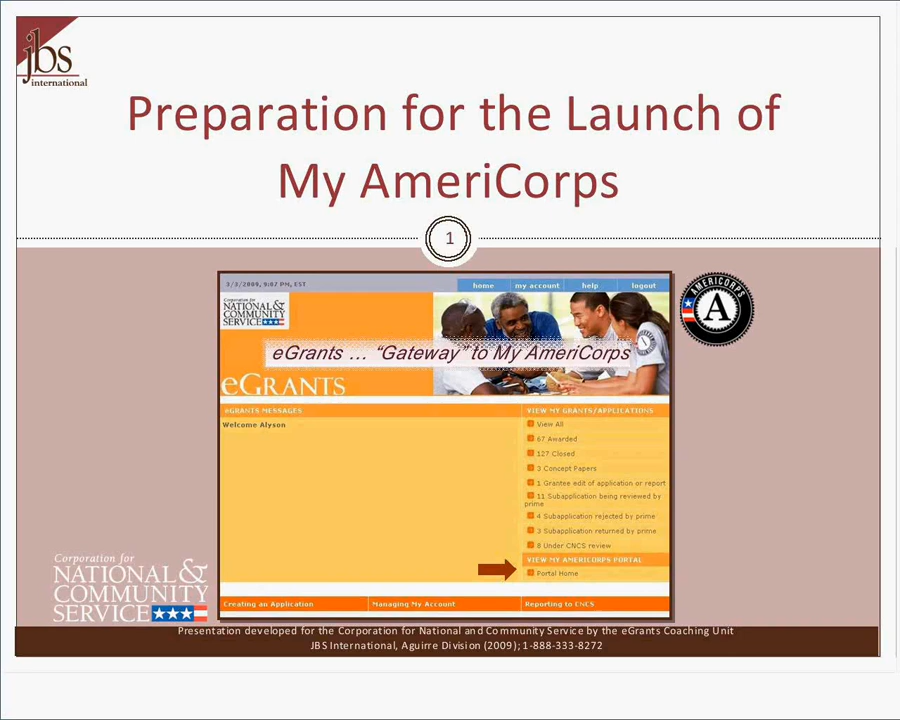 jbs
international
Preparation for the Launch of
My AmeriCorps
1
3/3/2009, 9:07 PM, EST
home my account help logout
Corporation for
NATIONAL &
COMMUNITY
SERVICE
AMERICORPS
A
eGrants ... “Gateway” to My AmeriCorps
eGRANTS
eGRANTS MESSAGES
Welcome Alyson
VIEW MY GRANTS/APPLICATIONS
View All
67 Awarded
127 Closed
3 Concept Papers
1 Grantee edit of application or report
11 Subapplication being reviewed by
prime
4 Subapplication rejected by prime
3 Subapplication returned by prime
8 Under CNCS review
VIEW MY AMERICORPS PORTAL
Portal Home
Creating an Application Managing My Account Reporting to CNCS
Corporation for
NATIONAL &
COMMUNITY
SERVICE
Presentation developed for the Corporation for National and Community Service by the eGrants Coaching Unit
JBS International, Aguirre Division (2009); 1-888-333-8272